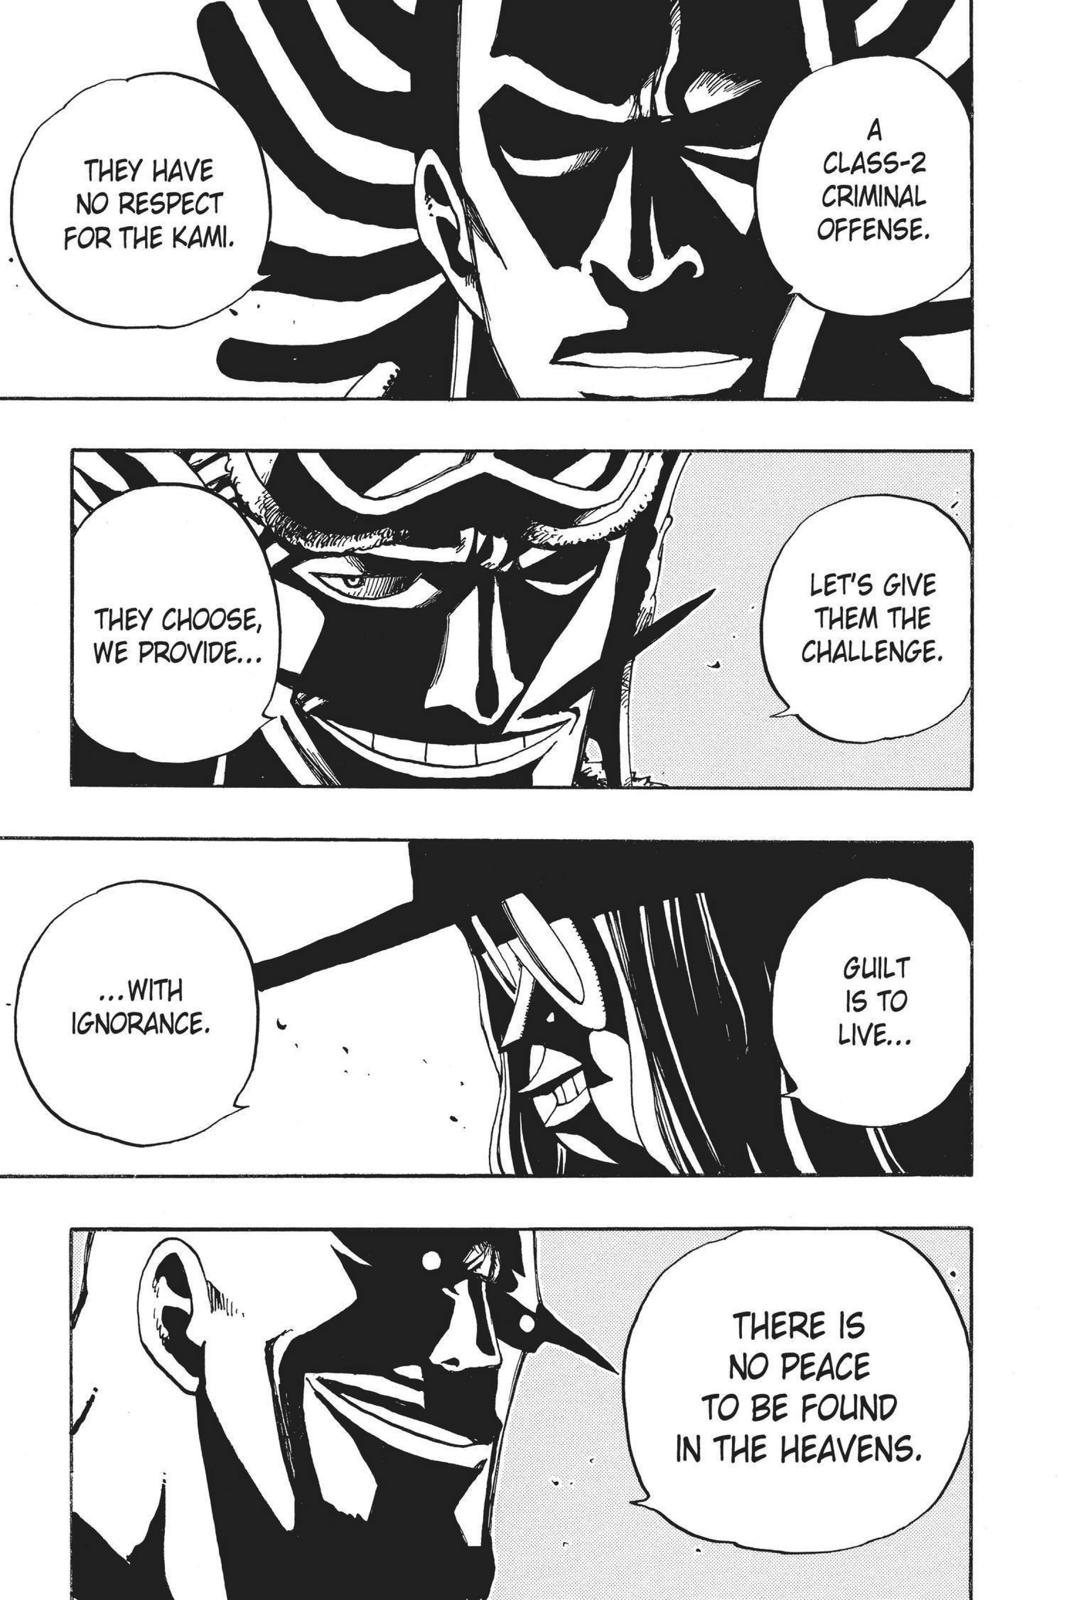 A
CLASS-2
CRIMINAL
OFFENSE.
THEY HAVE
NO RESPECT
FOR THE KAMI.
LET'S GIVE
THEM THE
CHALLENGE.
THEY CHOOSE,
WE PROVIDE...
GUILT
IS TO
LIVE...
...WITH
IGNORANCE.
THERE IS
NO PEACE
TO BE FOUND
IN THE HEAVENS.